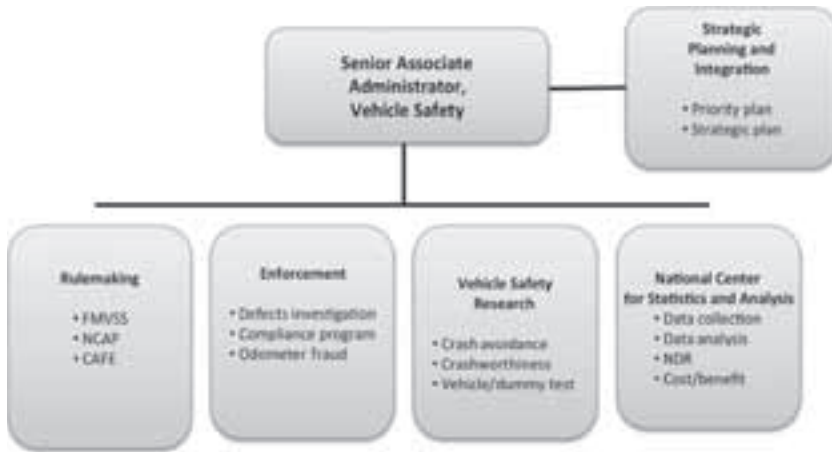 Senior Associate
Administrator,
Vehicle Safety
Strategic
Planning and
Integration
• Priority plan
• Strategic plan
Rulemaking
• FMVSS
• NCAP
• CAFE
Enforcement
• Defects investigation
• Compliance program
• Odometer fraud
Vehicle Safety
Research
• Crash avoidance
• Crashworthiness
• Vehicle/dummy test
National Center
for Statistics and Analysis
• Data collection
• Data analysis
• NDR
• Cost/benefit